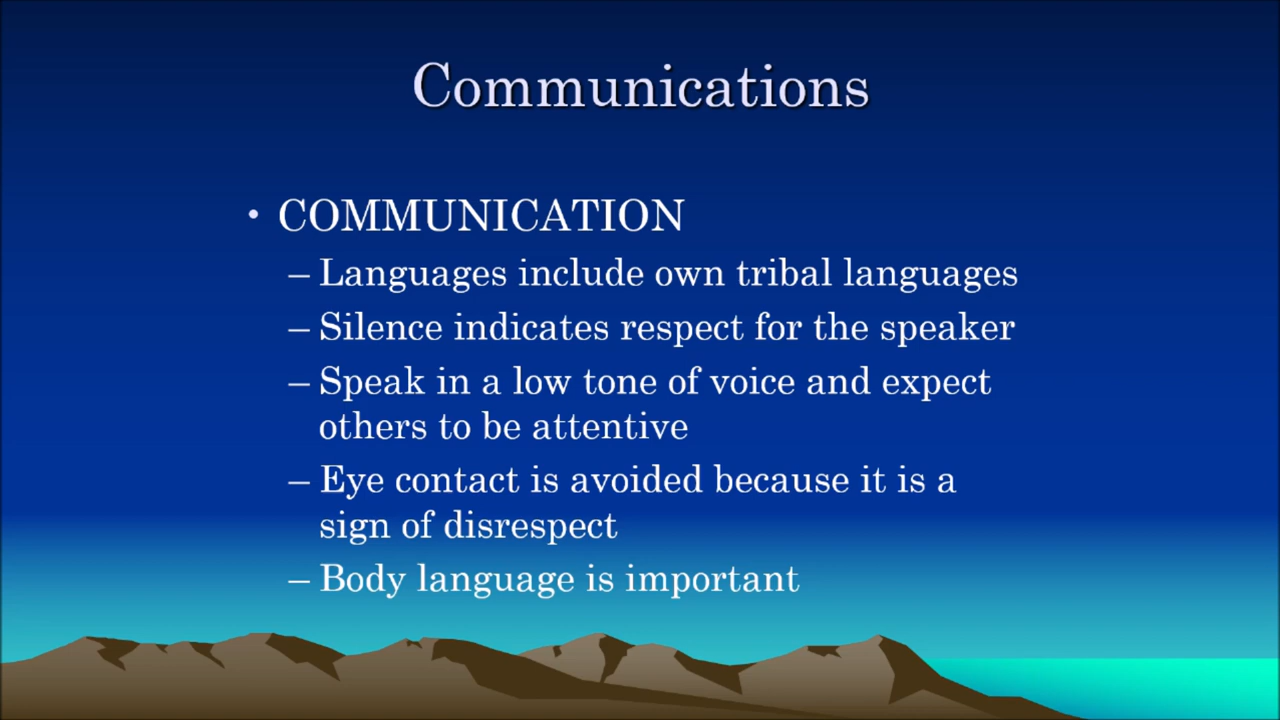 Communications
• COMMUNICATION
– Languages include own tribal languages
– Silence indicates respect for the speaker
– Speak in a low tone of voice and expect
others to be attentive
– Eye contact is avoided because it is a
sign of disrespect
– Body language is important